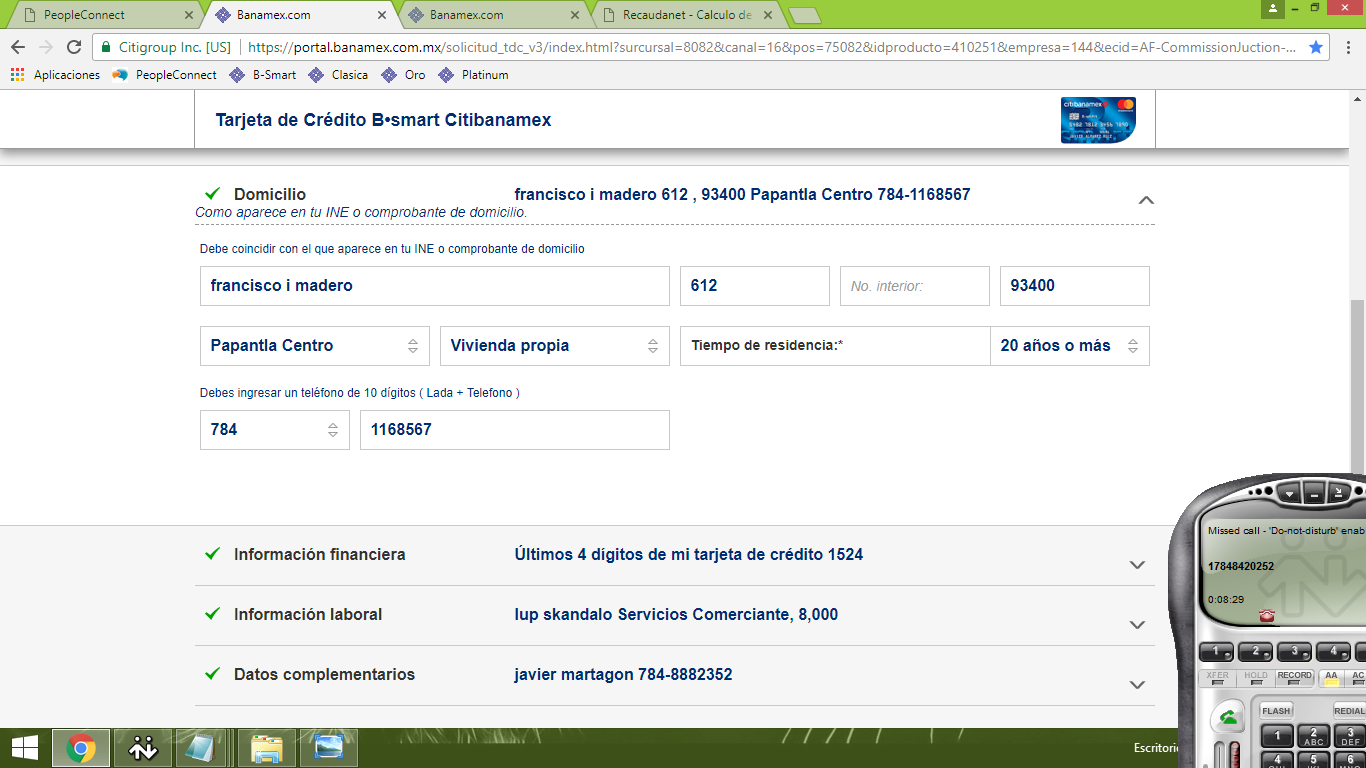 PeopleConnect
Banamex.com
Banamex.com
Recaudanet - Calculo de
Citigroup Inc. [US] https://portal.banamex.com.mx/solicitud_tdc_v3/index.html?surcursal=8082&canal=16&pos=75082&idproducto=410251&empresa=144&ecid=AF-CommissionJuction-...
Aplicaciones PeopleConnect B-Smart Clasica Oro Platinum
Tarjeta de Crédito B•smart Citibanamex
citibanamex
Domicilio francisco i madero 612 , 93400 Papantla Centro 784-1168567
Como aparece en tu INE o comprobante de domicilio.
Debe coincidir con el que aparece en tu INE o comprobante de domicilio
francisco i madero 612 No. interior: 93400
Papantla Centro Vivienda propia Tiempo de residencia:* 20 años o más
Debes ingresar un teléfono de 10 dígitos ( Lada + Telefono )
784 1168567
Información financiera Últimos 4 dígitos de mi tarjeta de crédito 1524
Información laboral lup skandalo Servicios Comerciante, 8,000
Datos complementarios javier martagon 784-8882352
Missed call - 'Do-not-disturb' enab
17848420252
0:08:29
1 2 3 4
XFER HOLD RECORD AA AC
FLASH REDIAL
1 2 ABC 3 DEF
4 5 6
Escritorio